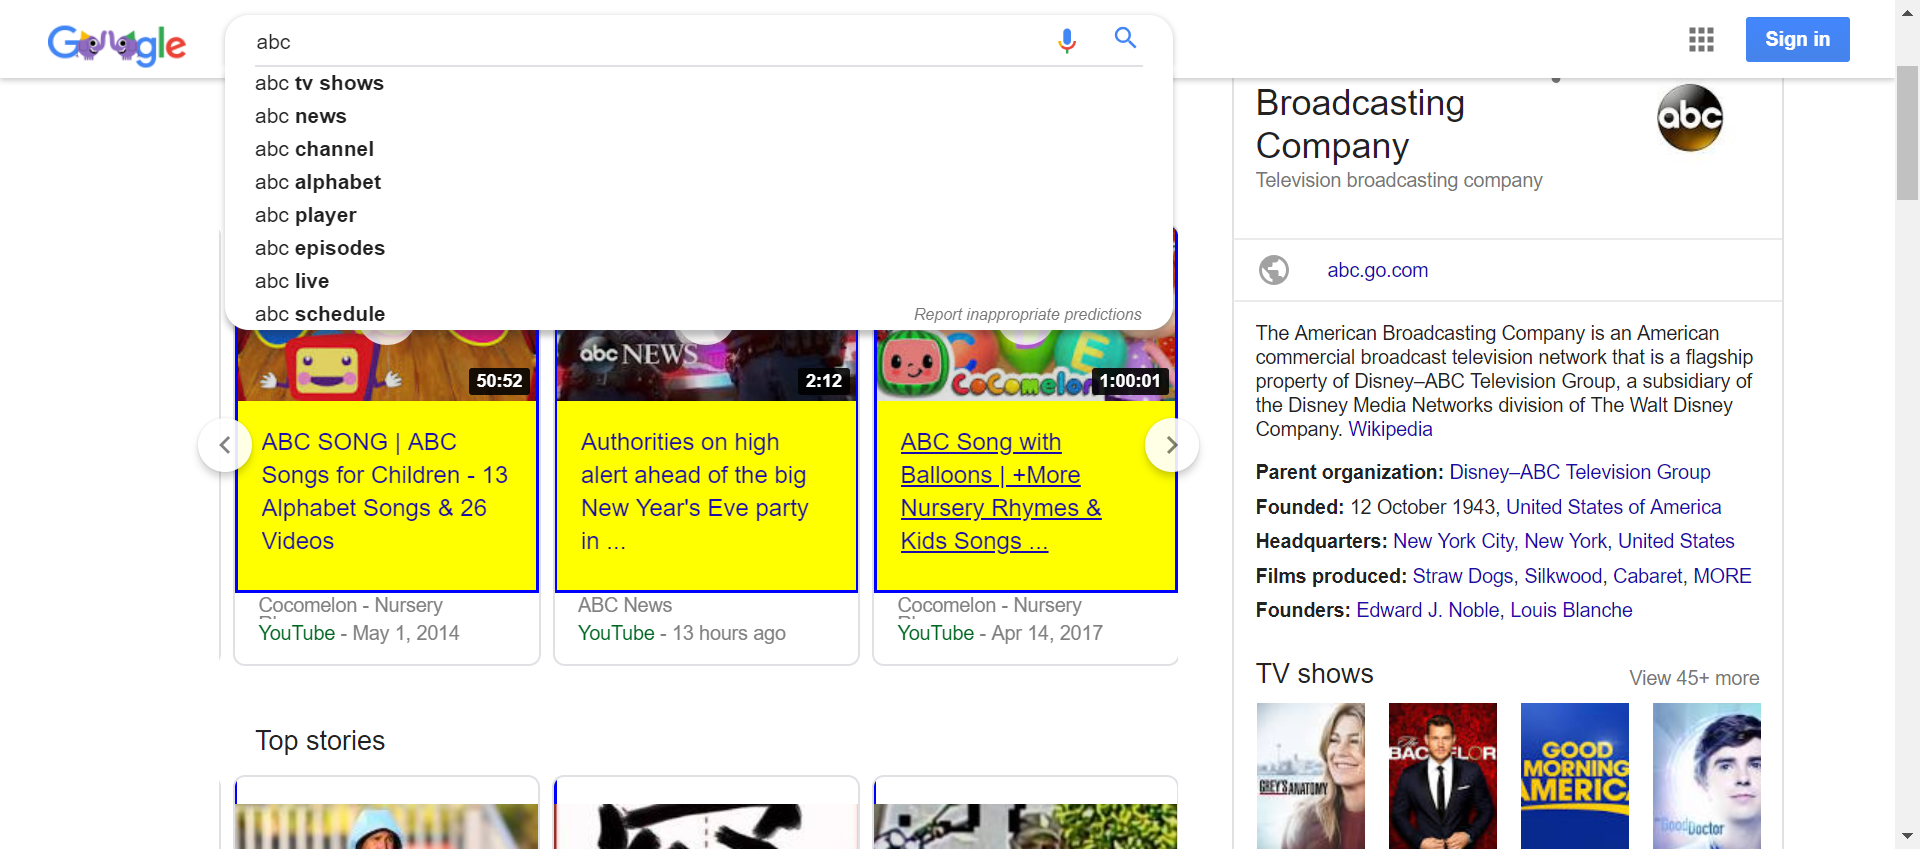 Google
abc
Sign in
abc tv shows
abc news
abc channel
abc alphabet
abc player
abc episodes
abc live
abc schedule
Report inappropriate predictions
abc NEWS
CoComelon
50:52
2:12
1:00:01
ABC SONG | ABC
Songs for Children - 13
Alphabet Songs & 26
Videos
Cocomelon - Nursery
YouTube - May 1, 2014
Authorities on high
alert ahead of the big
New Year's Eve party
in ...
ABC News
YouTube - 13 hours ago
ABC Song with
Balloons | +More
Nursery Rhymes &
Kids Songs ...
Cocomelon - Nursery
YouTube - Apr 14, 2017
Top stories
Broadcasting
Company
abc
Television broadcasting company
abc.go.com
The American Broadcasting Company is an American
commercial broadcast television network that is a flagship
property of Disney–ABC Television Group, a subsidiary of
the Disney Media Networks division of The Walt Disney
Company. Wikipedia
Parent organization: Disney–ABC Television Group
Founded: 12 October 1943, United States of America
Headquarters: New York City, New York, United States
Films produced: Straw Dogs, Silkwood, Cabaret, MORE
Founders: Edward J. Noble, Louis Blanche
TV shows
View 45+ more
GREY'S ANATOMY
The
BACHELOR
GOOD
MORNING
AMERICA
Good Doctor